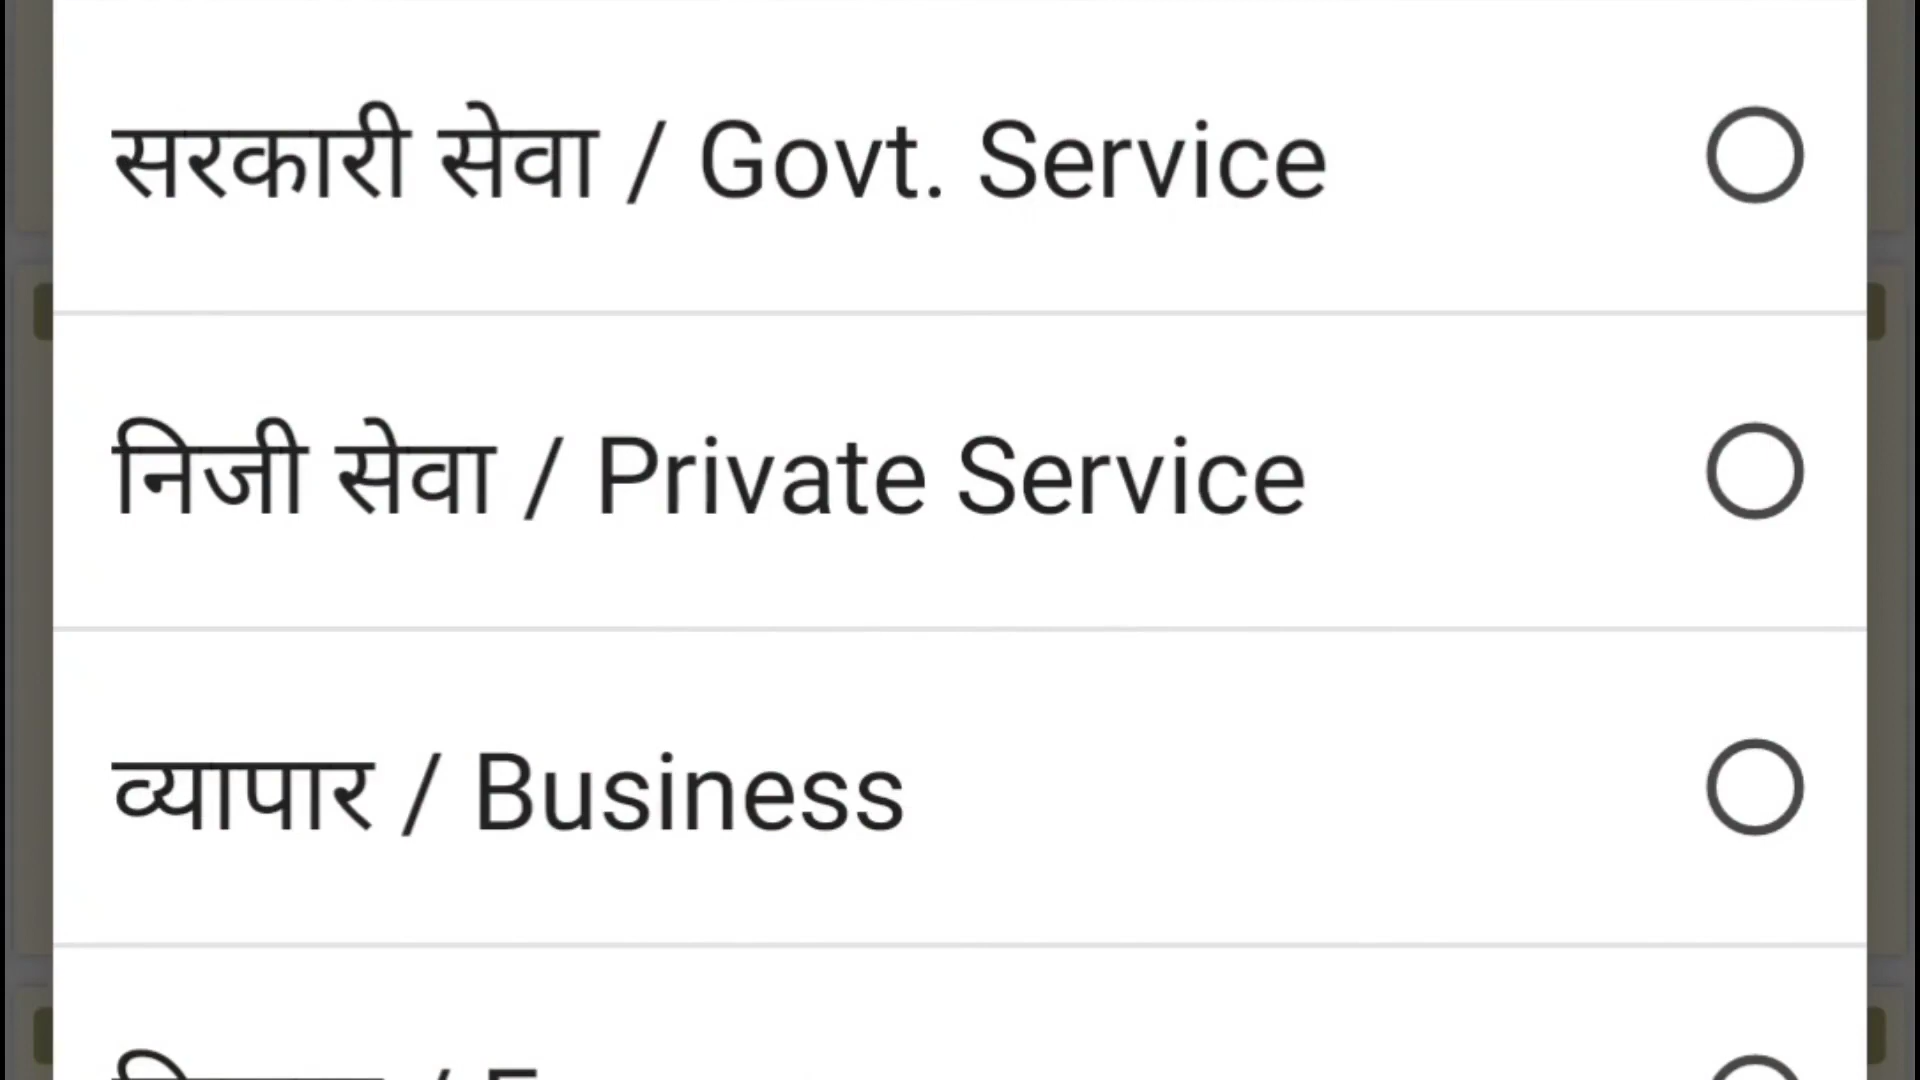 सरकारी सेवा / Govt. Service
निजी सेवा / Private Service
व्यापार / Business